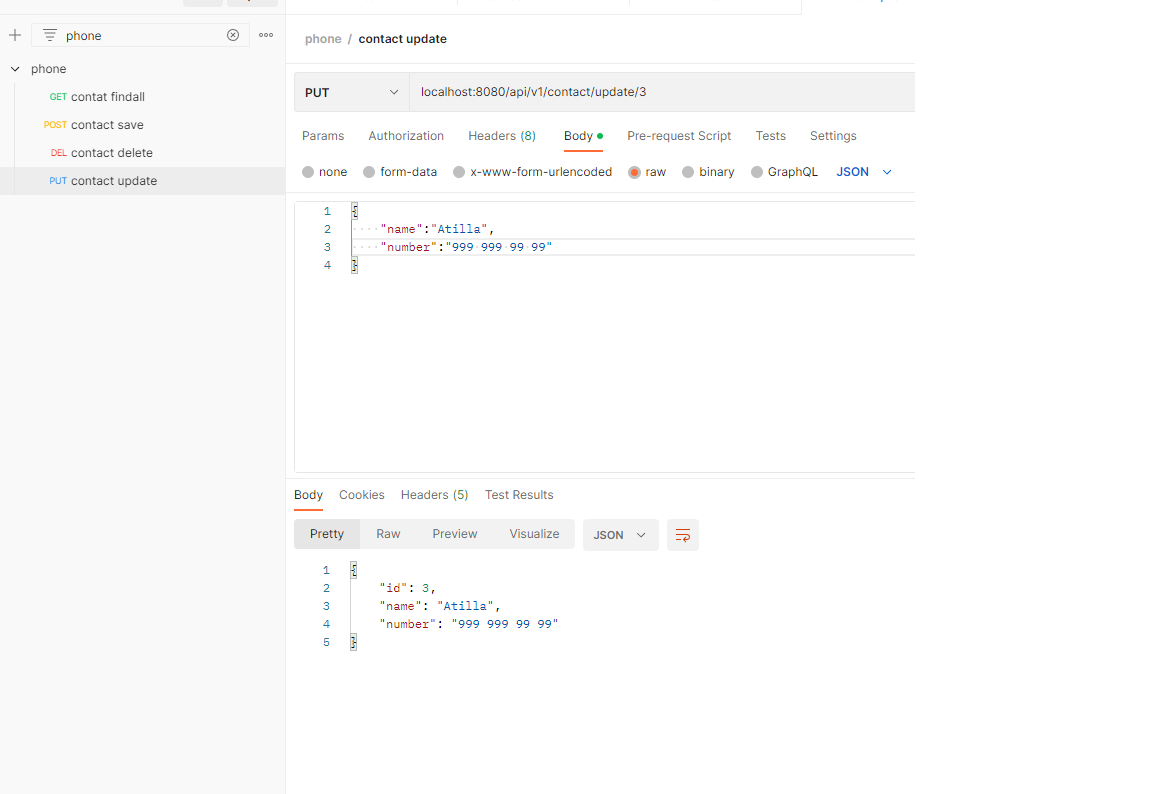 phone
phone
GET contat findall
POST contact save
DEL contact delete
PUT contact update
phone / contact update
PUT localhost:8080/api/v1/contact/update/3
Params Authorization Headers (8) Body Pre-request Script Tests Settings
none form-data x-www-form-urlencoded raw binary GraphQL JSON
1 {
2 "name":"Atilla",
3 "number":"999 999 99 99"
4 }
Body Cookies Headers (5) Test Results
Pretty Raw Preview Visualize JSON
1 {
2 "id": 3,
3 "name": "Atilla",
4 "number": "999 999 99 99"
5 }